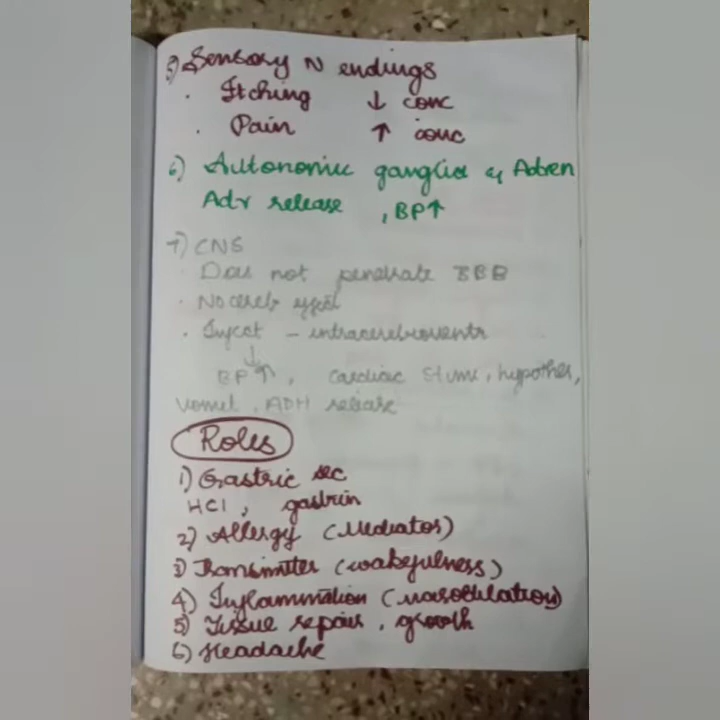 5) Sensory N endings
· Itching ↓ conc
· Pain ↑ conc
6) Autonomic ganglia & Adren
Adr release , BP↑
7) CNS
· Does not penetrate BBB
· No cereb effect
· Inject – intracerebroventr
↓
BP↑, cardiac stimu, hypother,
vomit, ADH release
Roles
1) Gastric sec
HCl, gastrin
2) Allergy (Mediator)
3) Transmitter (wakefulness)
4) Inflammation (vasodilation)
5) Tissue repair, growth
6) Headache